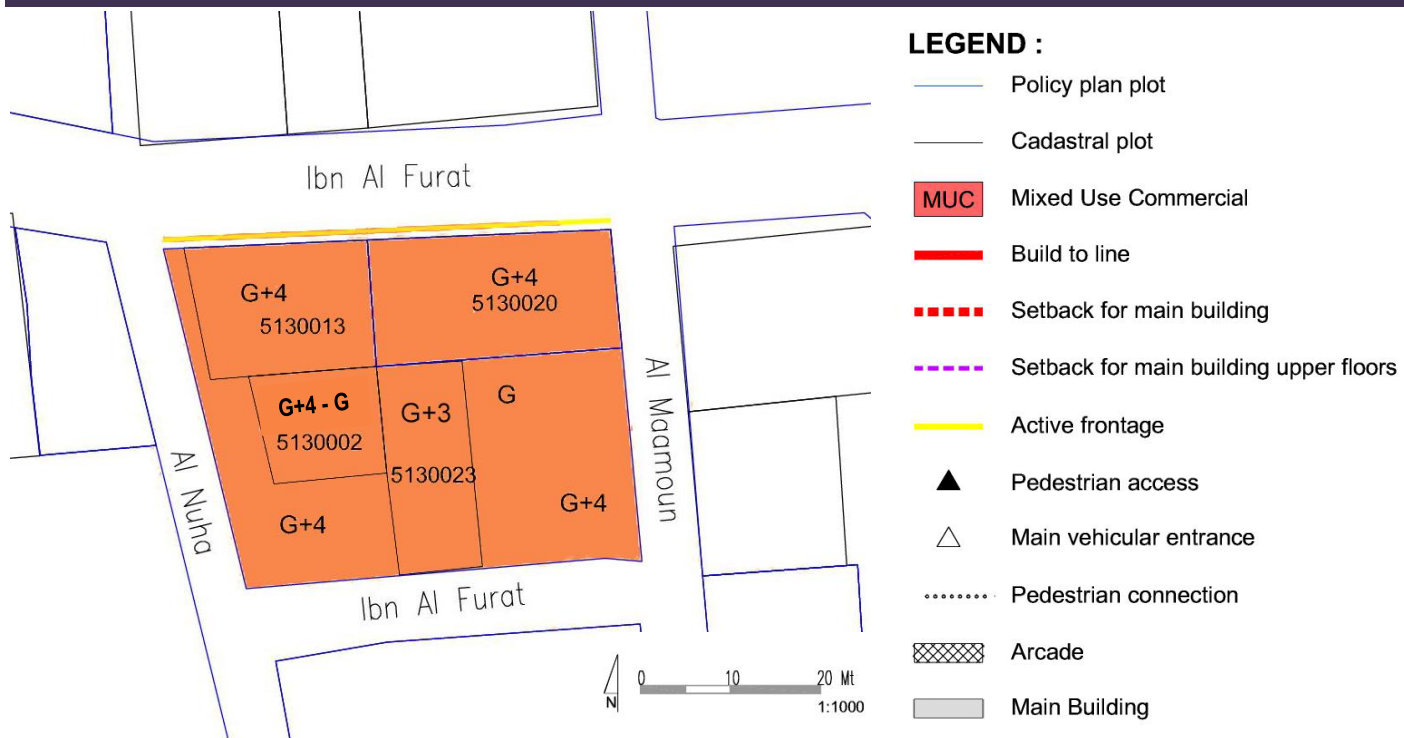 Ibn Al Furat
G+4
5130013
G+4
5130020
G+4 - G
5130002
G+3
5130023
G
G+4
G+4
Al Nuha
Al Maamoun
Ibn Al Furat
N
0 10 20 Mt
1:1000
LEGEND :
Policy plan plot
Cadastral plot
MUC Mixed Use Commercial
Build to line
Setback for main building
Setback for main building upper floors
Active frontage
Pedestrian access
Main vehicular entrance
Pedestrian connection
Arcade
Main Building